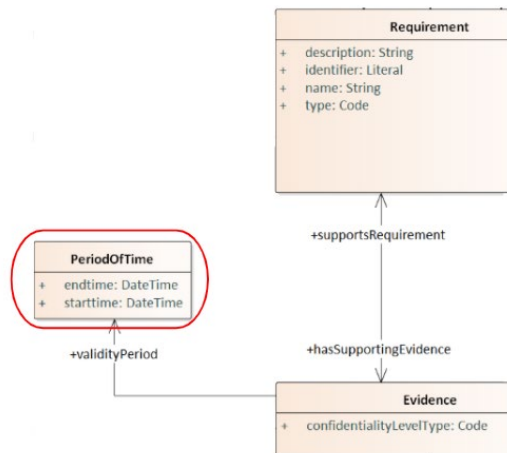 Requirement
+ description: String
+ identifier: Literal
+ name: String
+ type: Code
+supportsRequirement
PeriodOfTime
+ endtime: DateTime
+ starttime: DateTime
+validityPeriod
+hasSupportingEvidence
Evidence
+ confidentialityLevelType: Code